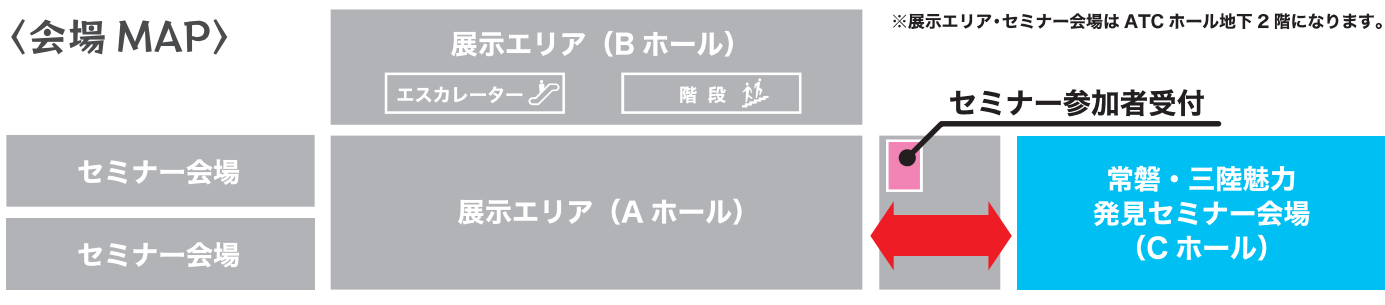 〈会場 MAP〉
※展示エリア・セミナー会場は ATC ホール地下 2 階になります。
展示エリア（B ホール）
エスカレーター
階 段
セミナー参加者受付
セミナー会場
セミナー会場
展示エリア（A ホール）
常磐・三陸魅力
発見セミナー会場
（C ホール）